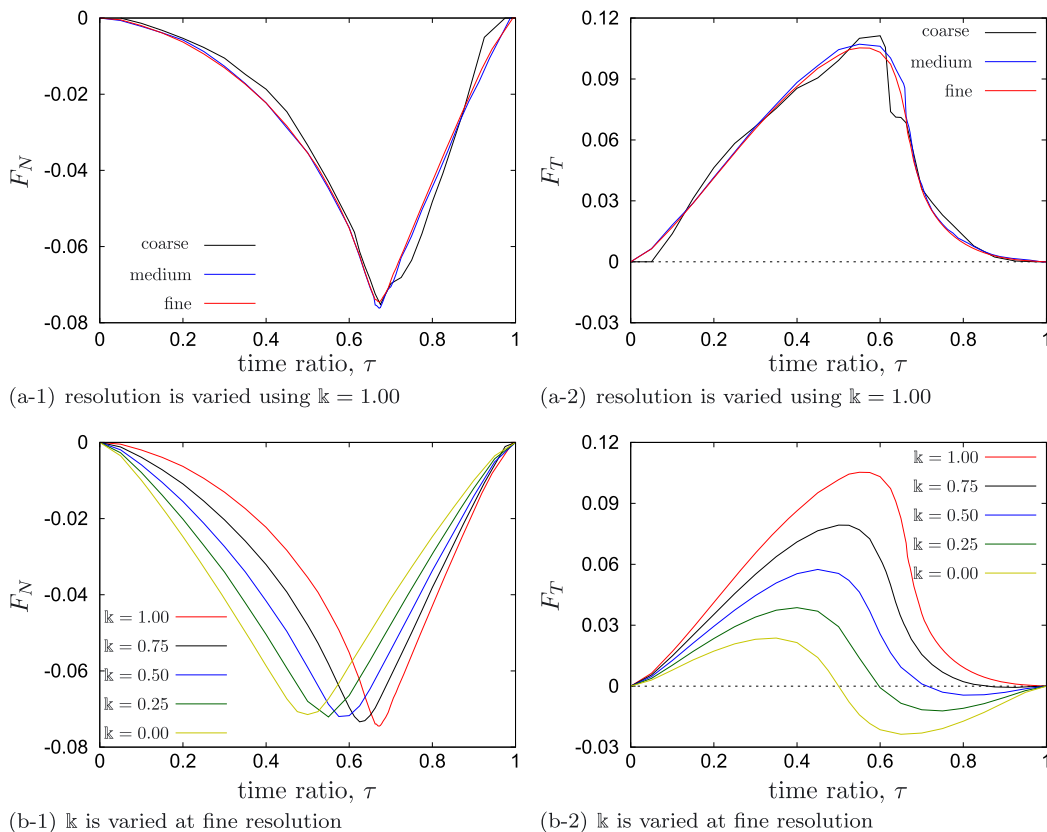 0
-0.02
-0.04
-0.06
-0.08
F_N
coarse
medium
fine
0 0.2 0.4 0.6 0.8 1
time ratio, τ
(a-1) resolution is varied using 𝕜 = 1.00
0.12
0.09
0.06
0.03
0
-0.03
F_T
coarse
medium
fine
0 0.2 0.4 0.6 0.8 1
time ratio, τ
(a-2) resolution is varied using 𝕜 = 1.00
0
-0.02
-0.04
-0.06
-0.08
F_N
𝕜 = 1.00
𝕜 = 0.75
𝕜 = 0.50
𝕜 = 0.25
𝕜 = 0.00
0 0.2 0.4 0.6 0.8 1
time ratio, τ
(b-1) 𝕜 is varied at fine resolution
0.12
0.09
0.06
0.03
0
-0.03
F_T
𝕜 = 1.00
𝕜 = 0.75
𝕜 = 0.50
𝕜 = 0.25
𝕜 = 0.00
0 0.2 0.4 0.6 0.8 1
time ratio, τ
(b-2) 𝕜 is varied at fine resolution